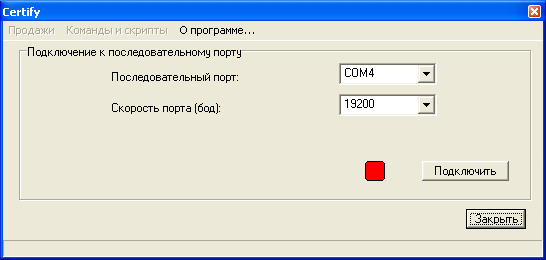 Certify
Продажи Команды и скрипты О программе...
Подключение к последовательному порту
Последовательный порт: COM4
Скорость порта (бод): 19200
Подключить
Закрыть